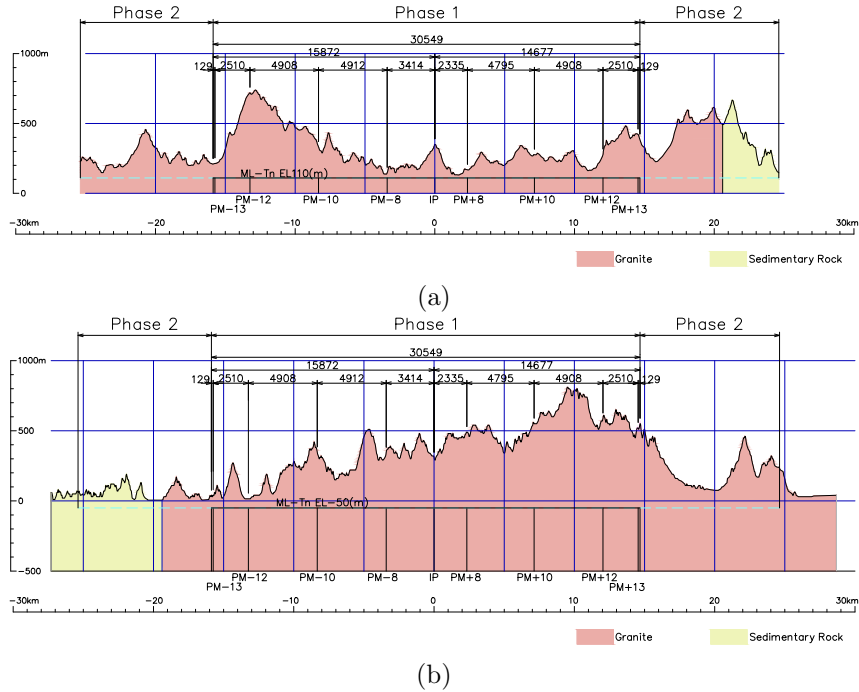 Phase 2 Phase 1 Phase 2
30549
15872 14677
1000m 129 2510 4908 4912 3414 2335 4795 4908 2510 129
500
ML-Tn EL110(m)
0
PM-12 PM-10 PM-8 IP PM+8 PM+10 PM+12
PM-13 PM+13
-30km -20 -10 0 10 20 30km
Granite Sedimentary Rock
(a)
Phase 2 Phase 1 Phase 2
30549
1000m 15872 14677
129 2510 4908 4912 3414 2335 4795 4908 2510 129
500
0 ML-Tn EL-50(m)
-500
PM-12 PM-10 PM-8 IP PM+8 PM+10 PM+12
PM-13 PM+13
-30km -20 -10 0 10 20 30km
Granite Sedimentary Rock
(b)